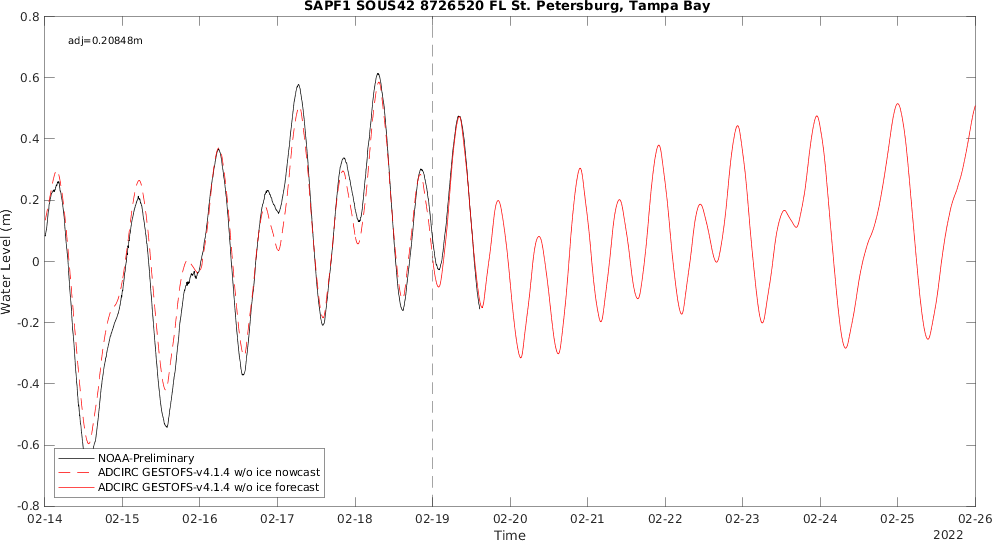 SAPF1 SOUS42 8726520 FL St. Petersburg, Tampa Bay
adj=0.20848m
0.8
0.6
0.4
0.2
0
-0.2
-0.4
-0.6
-0.8
Water Level (m)
NOAA-Preliminary
ADCIRC GESTOFS-v4.1.4 w/o ice nowcast
ADCIRC GESTOFS-v4.1.4 w/o ice forecast
02-14 02-15 02-16 02-17 02-18 02-19 02-20 02-21 02-22 02-23 02-24 02-25 02-26
Time
2022